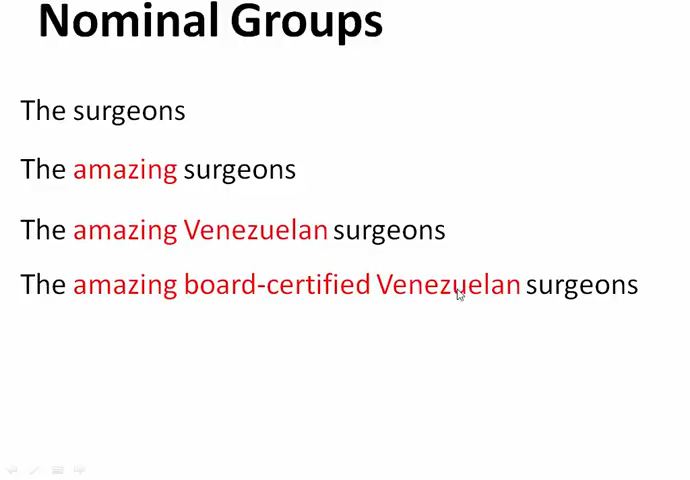 Nominal Groups
The surgeons
The amazing surgeons
The amazing Venezuelan surgeons
The amazing board-certified Venezuelan surgeons